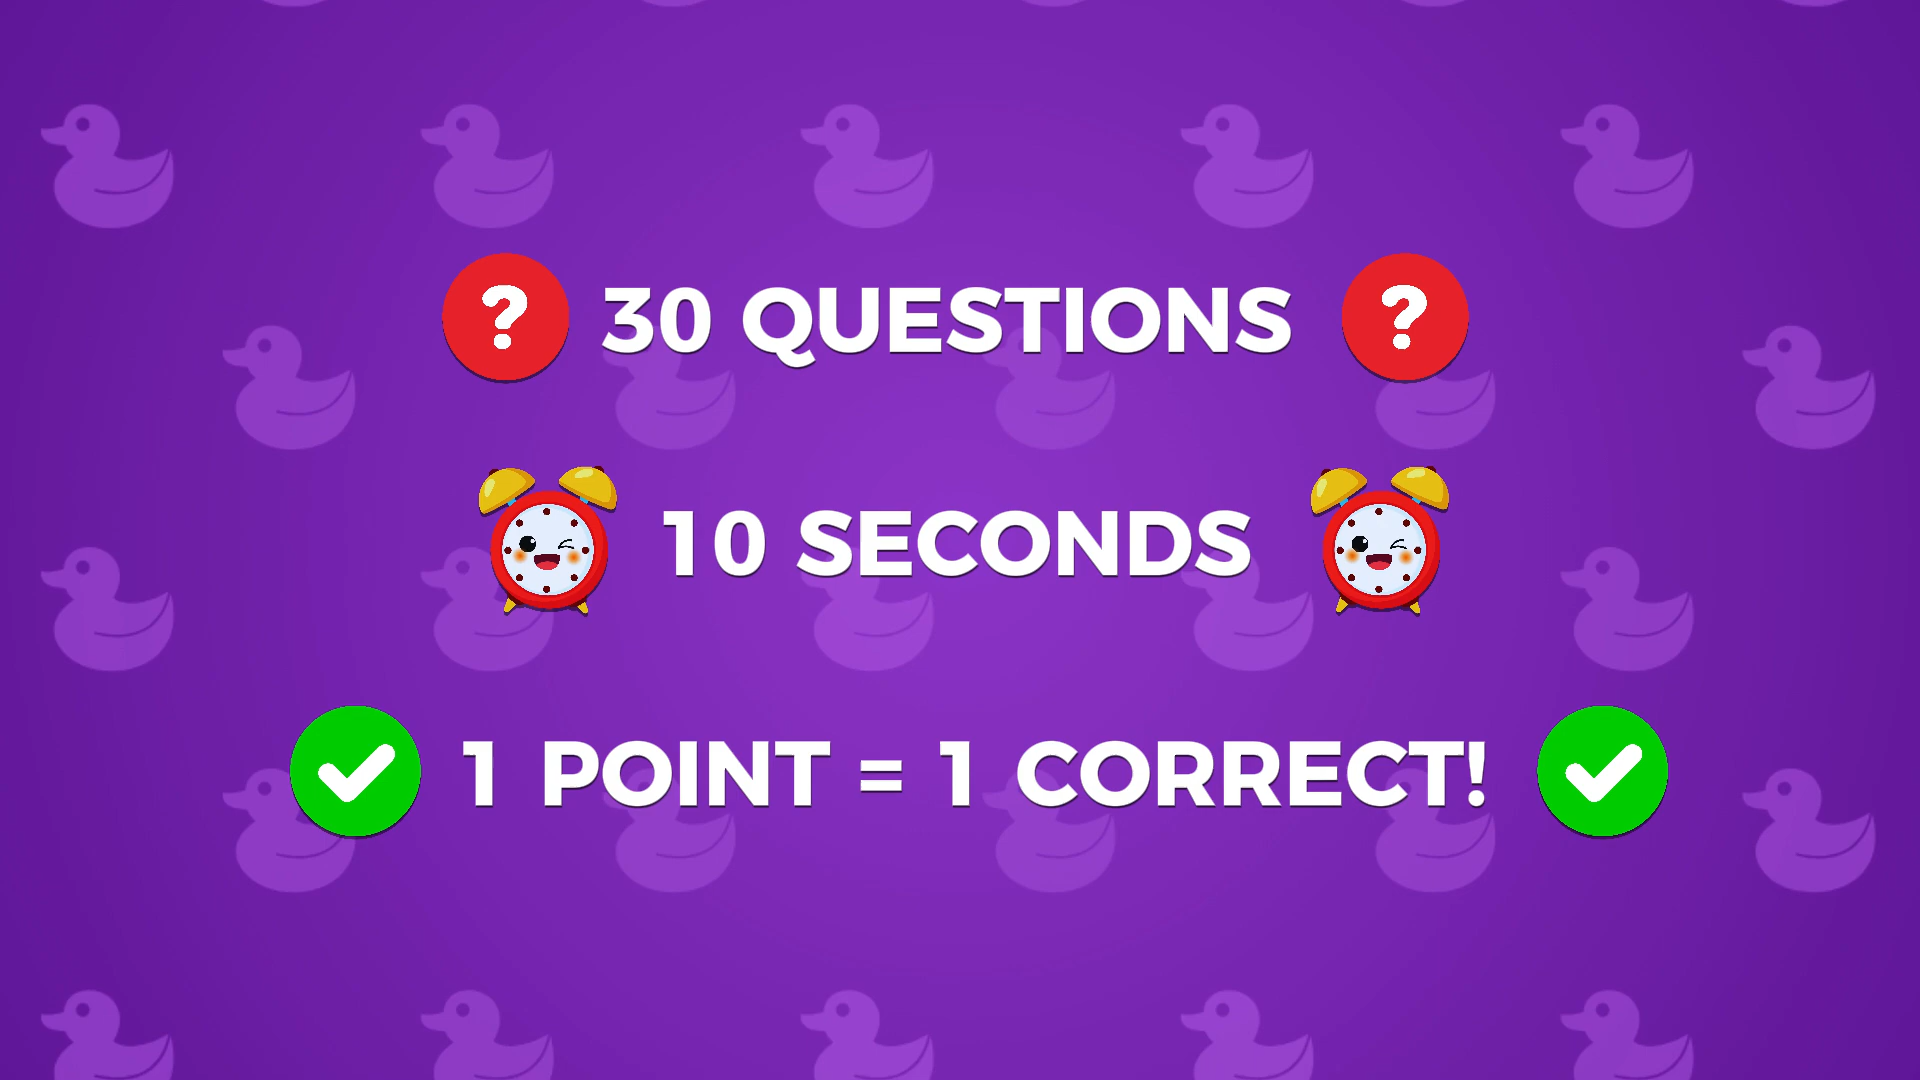 30 QUESTIONS
10 SECONDS
1 POINT = 1 CORRECT!